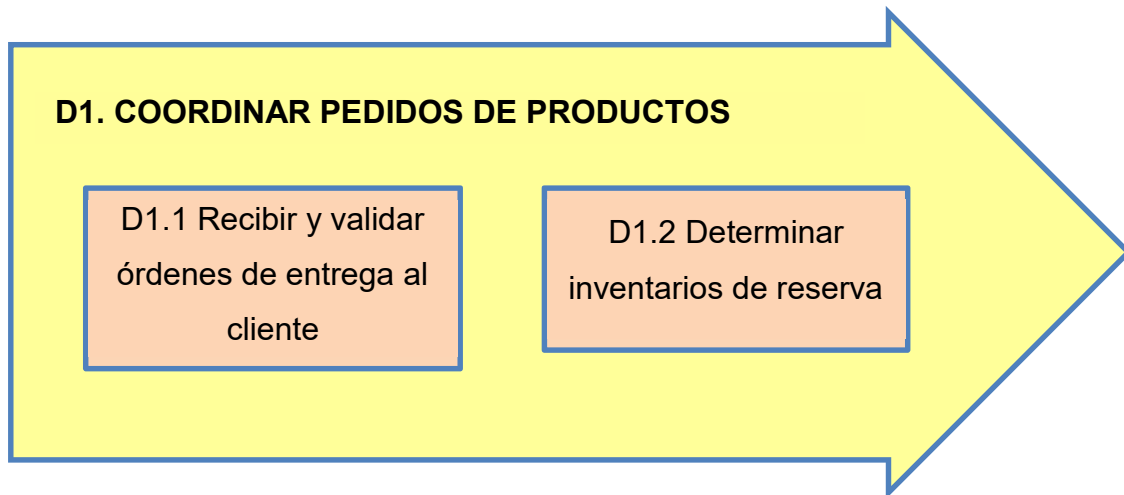 D1. COORDINAR PEDIDOS DE PRODUCTOS
D1.1 Recibir y validar
órdenes de entrega al
cliente
D1.2 Determinar
inventarios de reserva